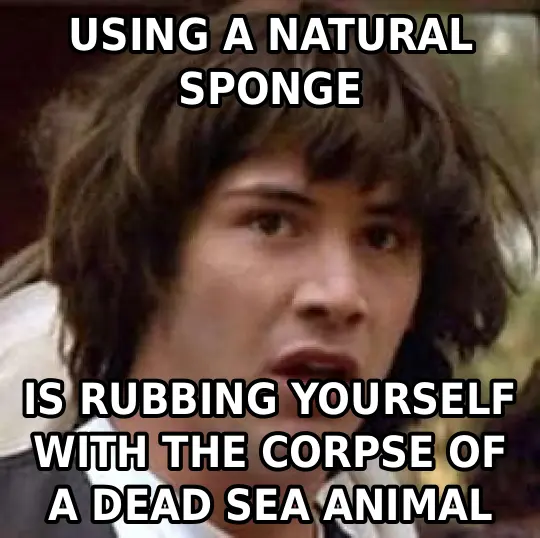 USING A NATURAL
SPONGE
IS RUBBING YOURSELF
WITH THE CORPSE OF
A DEAD SEA ANIMAL